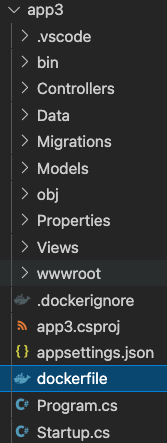 app3
.vscode
bin
Controllers
Data
Migrations
Models
obj
Properties
Views
wwwroot
.dockerignore
app3.csproj
appsettings.json
dockerfile
Program.cs
Startup.cs